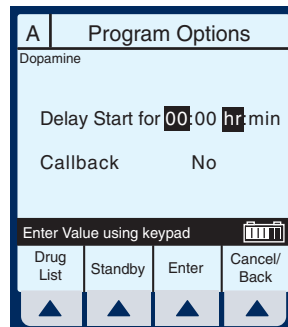 A Program Options
Dopamine
Delay Start for 00:00 hr:min
Callback No
Enter Value using keypad
Drug List Standby Enter Cancel/ Back